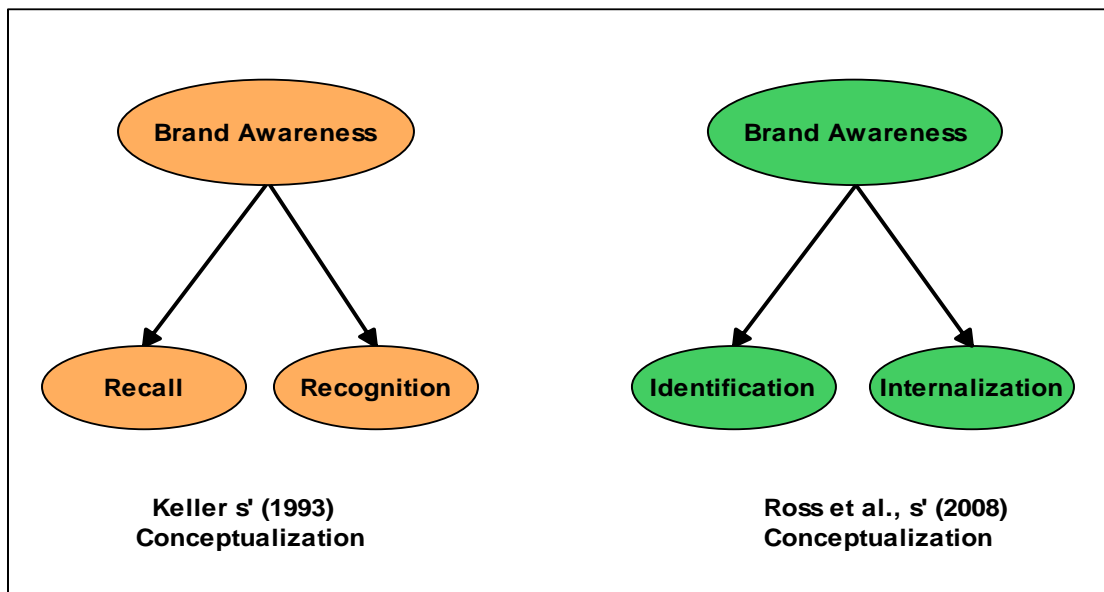 Brand Awareness
Recall
Recognition
Keller s' (1993)
Conceptualization
Brand Awareness
Identification
Internalization
Ross et al., s' (2008)
Conceptualization